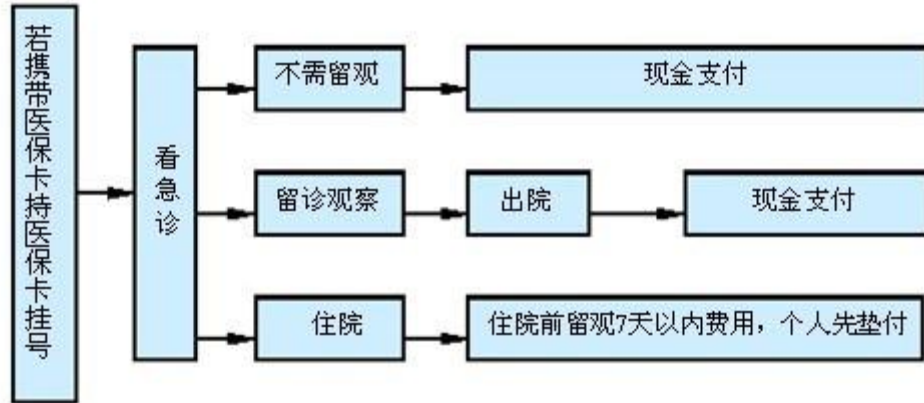 若携带医保卡持医保卡挂号
看急诊
不需留观
现金支付
留诊观察
出院
现金支付
住院
住院前留观7天以内费用，个人先垫付